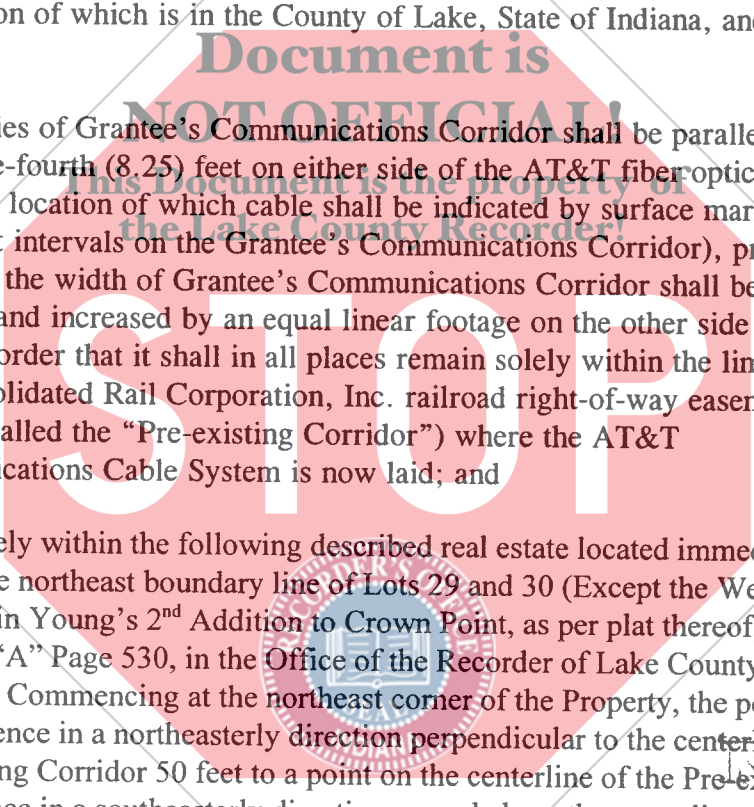 on of which is in the County of Lake, State of Indiana, and
Document is
NOT OFFICIAL!
ies of Grantee's Communications Corridor shall be paralle
e-fourth (8.25) feet on either side of the AT&T fiber optic
This Document is the property of
location of which cable shall be indicated by surface mar
the Lake County Recorder!
t intervals on the Grantee's Communications Corridor), pr
the width of Grantee's Communications Corridor shall be
and increased by an equal linear footage on the other side
order that it shall in all places remain solely within the lim
olidated Rail Corporation, Inc. railroad right-of-way easem
alled the "Pre-existing Corridor") where the AT&T
ications Cable System is now laid; and
STOP
ely within the following described real estate located imme
e northeast boundary line of Lots 29 and 30 (Except the We
in Young's 2nd Addition to Crown Point, as per plat thereof
"A" Page 530, in the Office of the Recorder of Lake County
Commencing at the northeast corner of the Property, the p
ence in a northeasterly direction perpendicular to the center
ng Corridor 50 feet to a point on the centerline of the Pre-e
RECORDER'S
SEAL